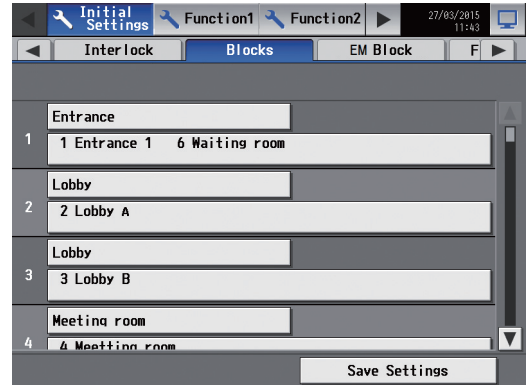 Initial Settings Function1 Function2 27/03/2015 11:43
Interlock Blocks EM Block F
Entrance
1
1 Entrance 1 6 Waiting room
Lobby
2
2 Lobby A
Lobby
3
3 Lobby B
Meeting room
4
4 Meetting room
Save Settings